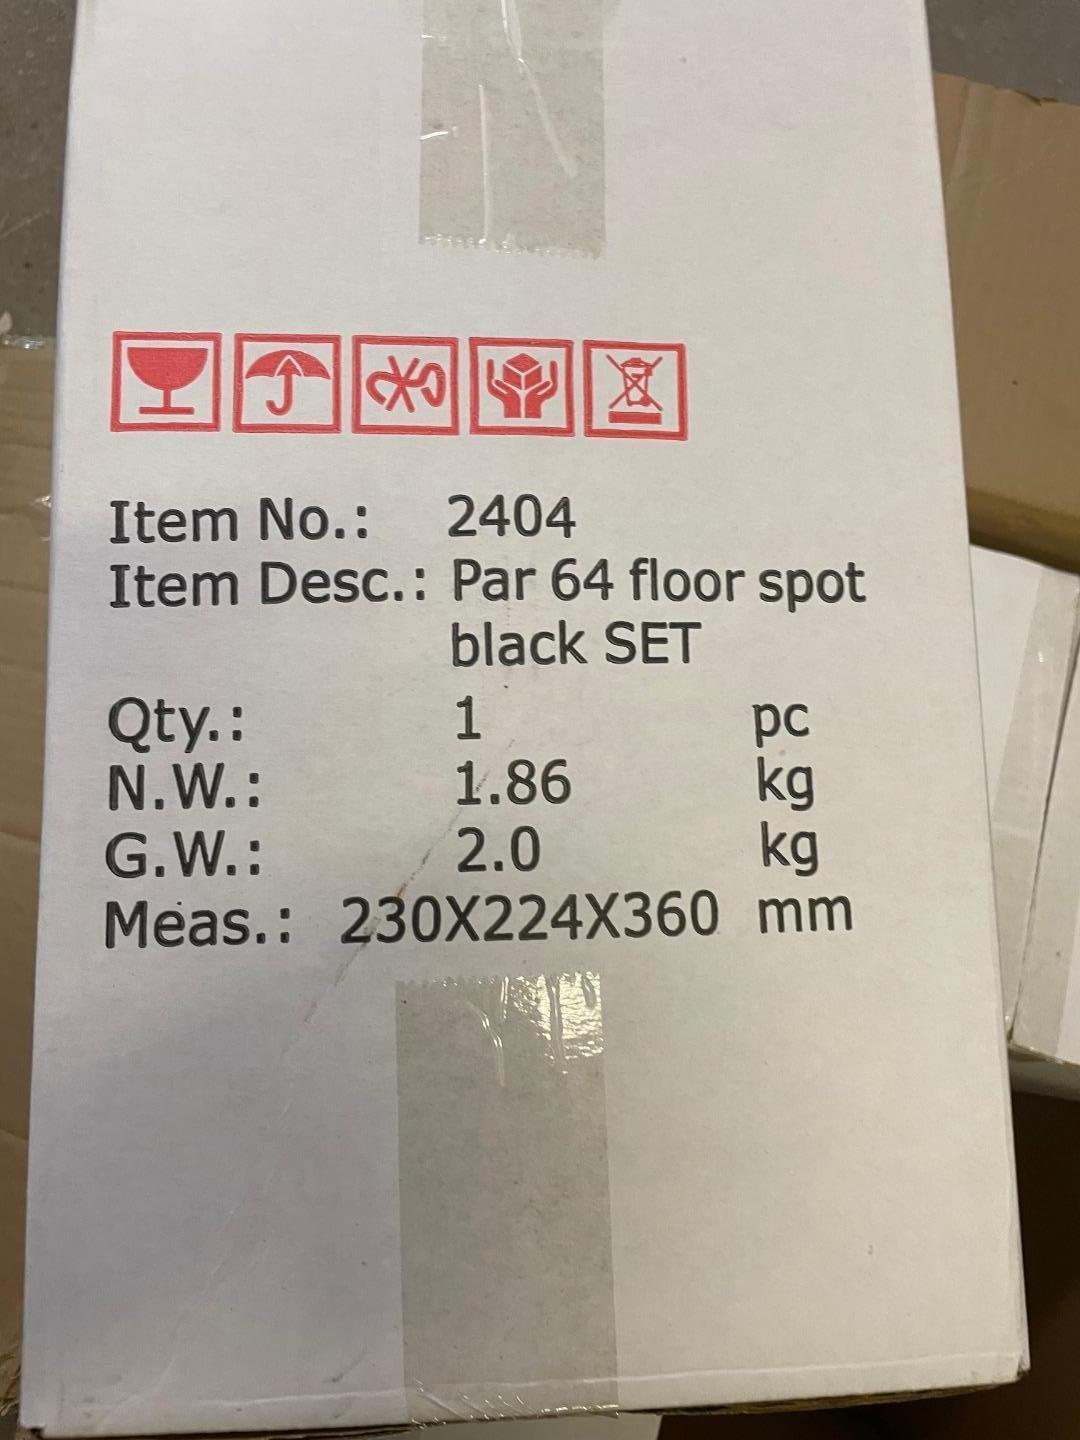 Item No.: 2404
Item Desc.: Par 64 floor spot
black SET
Qty.: 1 pc
N.W.: 1.86 kg
G.W.: 2.0 kg
Meas.: 230X224X360 mm